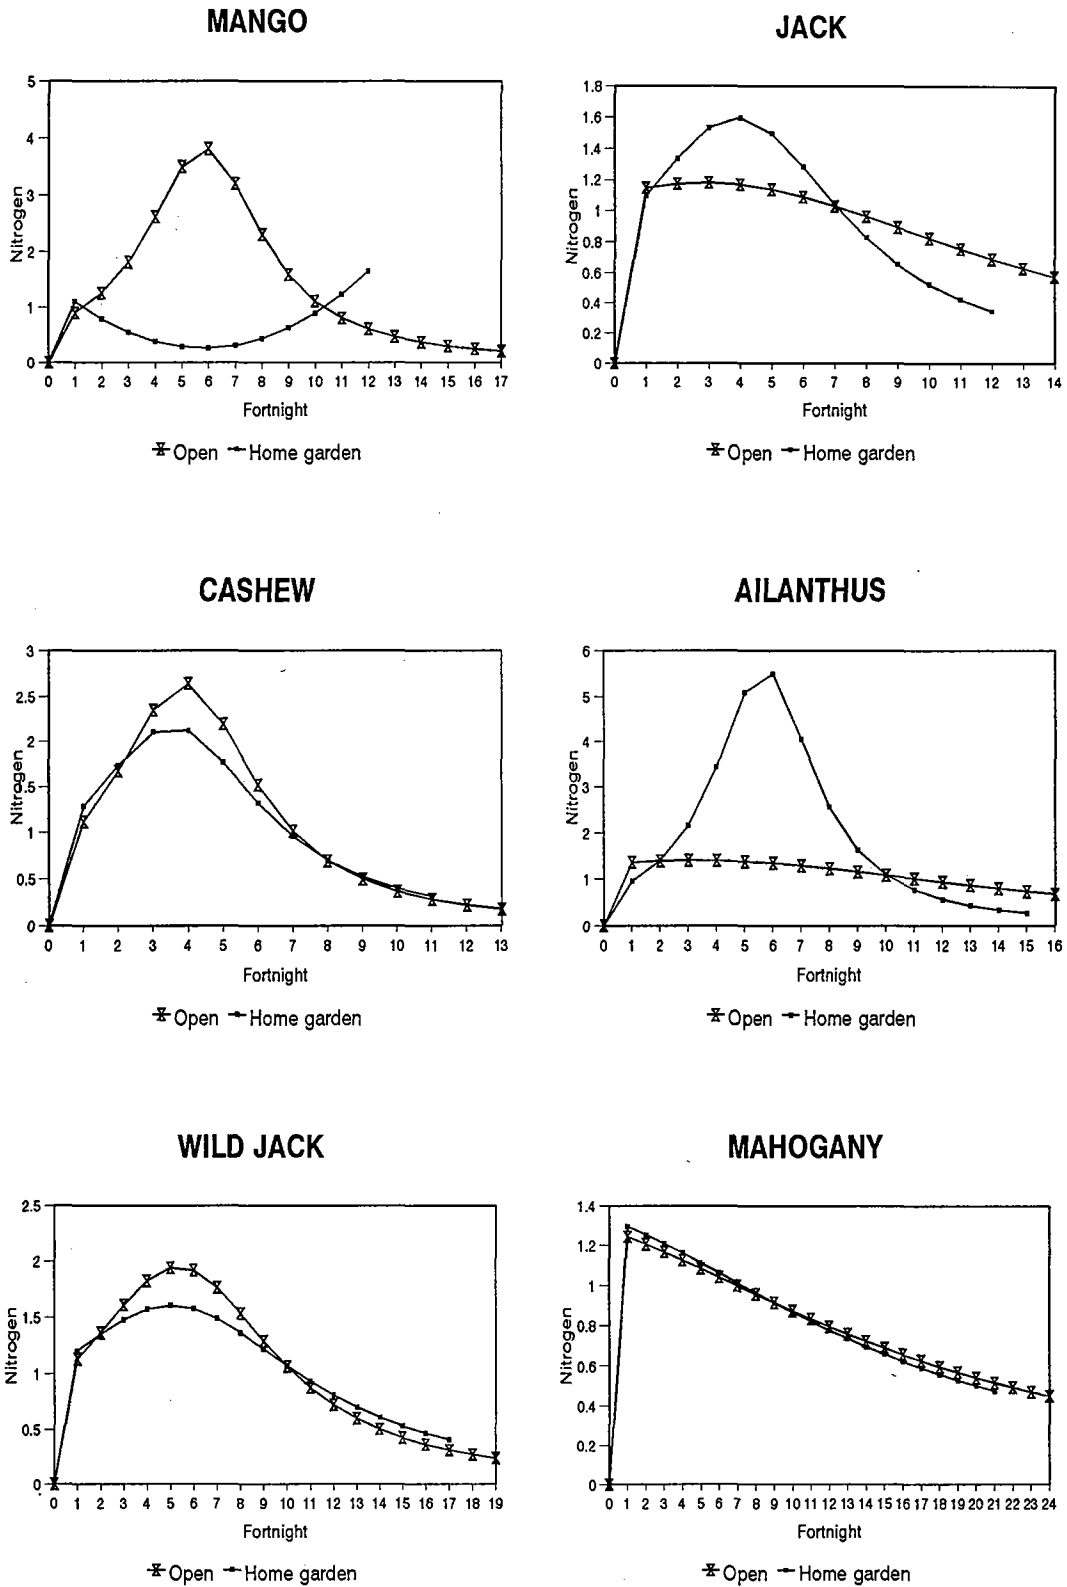 MANGO
5
4
3
2
1
0
Nitrogen
0 1 2 3 4 5 6 7 8 9 10 11 12 13 14 15 16 17
Fortnight
Open Home garden
JACK
1.8
1.6
1.4
1.2
1
0.8
0.6
0.4
0.2
0
Nitrogen
0 1 2 3 4 5 6 7 8 9 10 11 12 13 14
Fortnight
Open Home garden
CASHEW
3
2.5
2
.5
1
0.5
0
Nitrogen
0 1 2 3 4 5 6 7 8 9 10 11 12 13
Fortnight
Open Home garden
AILANTHUS
6
5
4
3
2
1
0
Nitrogen
0 1 2 3 4 5 6 7 8 9 10 11 12 13 14 15 16
Fortnight
Open Home garden
WILD JACK
2.5
2
1.5
1
0.5
0
Nitrogen
0 1 2 3 4 5 6 7 8 9 10 11 12 13 14 15 16 17 18 19
Fortnight
Open Home garden
MAHOGANY
1.4
1.2
1
0.8
0.6
0.4
0.2
0
Nitrogen
0 1 2 3 4 5 6 7 8 9 10 11 12 13 14 15 16 17 18 19 20 21 22 23 24
Fortnight
Open Home garden